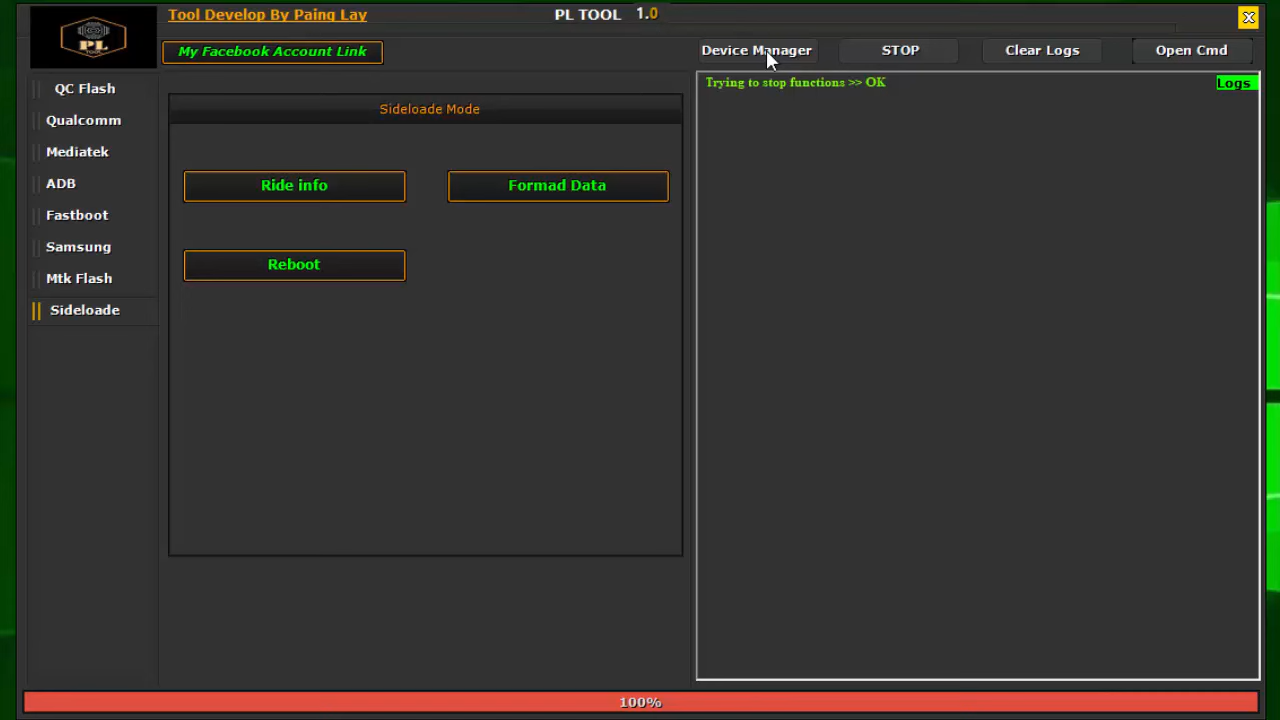 Tool Develop By Paing Lay
PL TOOL 1.0
PL
TOOL
My Facebook Account Link
Device Manager
STOP
Clear Logs
Open Cmd
QC Flash
Qualcomm
Mediatek
ADB
Fastboot
Samsung
Mtk Flash
Sideloade
Sideloade Mode
Ride info
Formad Data
Reboot
Trying to stop functions >> OK
Logs
100%